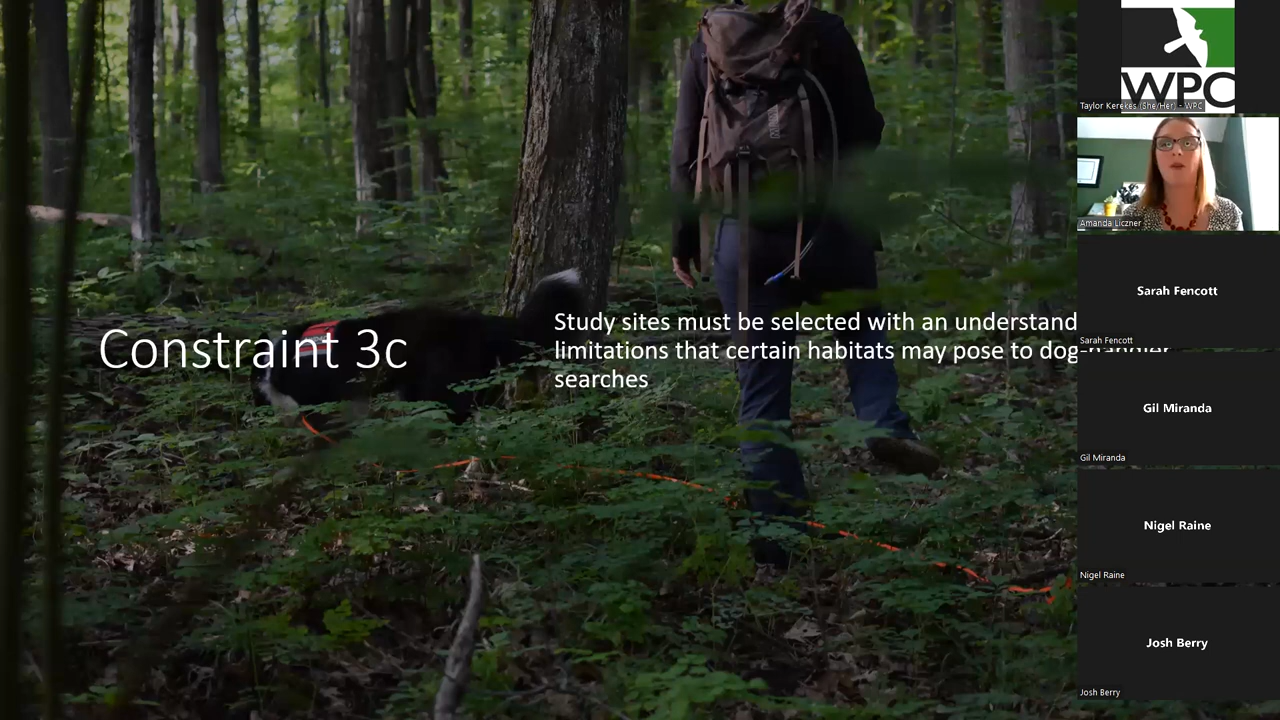 Constraint 3c
Study sites must be selected with an understand
limitations that certain habitats may pose to dog-handler
searches
WPC
Taylor Kerekes (She/Her) - WPC
Amanda Liczner
Sarah Fencott
Sarah Fencott
Gil Miranda
Gil Miranda
Nigel Raine
Nigel Raine
Josh Berry
Josh Berry